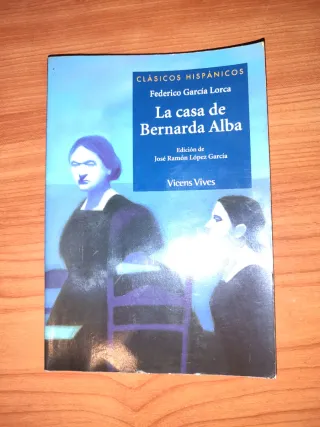 CLÁSICOS HISPÁNICOS
Federico García Lorca
La casa de
Bernarda Alba
Edición de
José Ramón López García
Vicens Vives